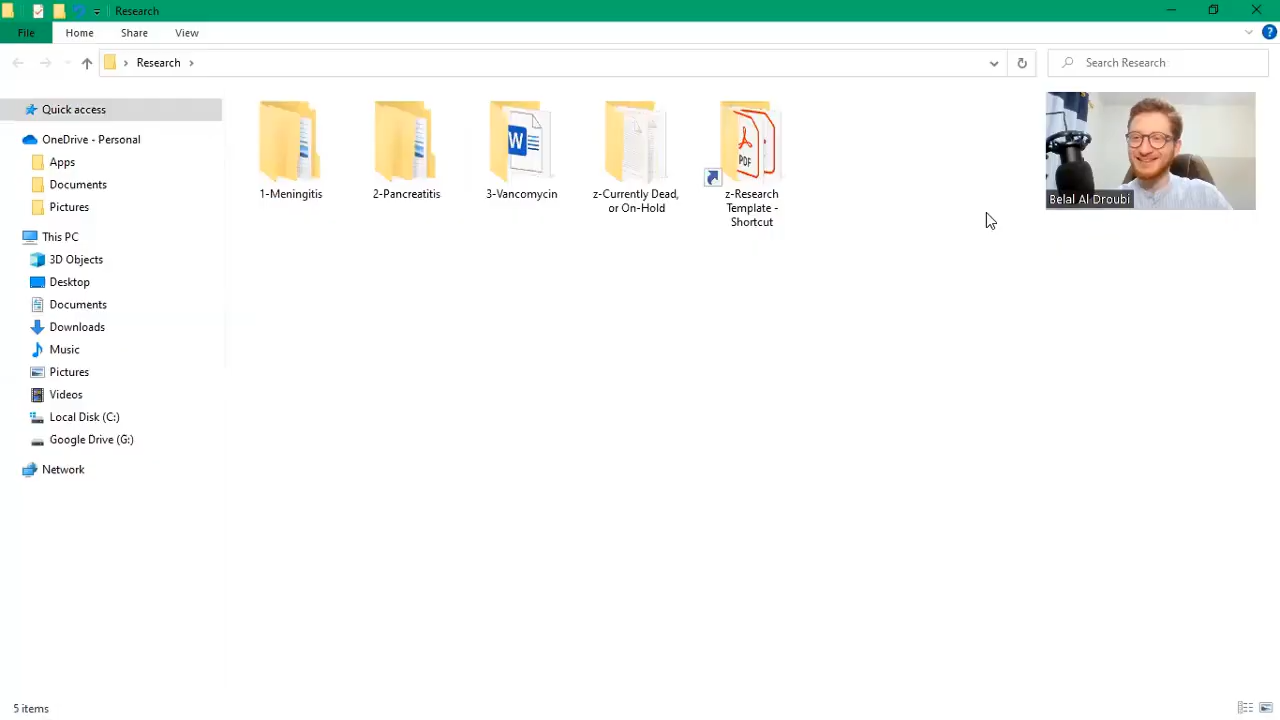 Research
File
Home
Share
View
Research
Search Research
Quick access
OneDrive - Personal
Apps
Documents
Pictures
This PC
3D Objects
Desktop
Documents
Downloads
Music
Pictures
Videos
Local Disk (C:)
Google Drive (G:)
Network
1-Meningitis
2-Pancreatitis
W
3-Vancomycin
z-Currently Dead,
or On-Hold
PDF
z-Research
Template -
Shortcut
Belal Al Droubi
5 items